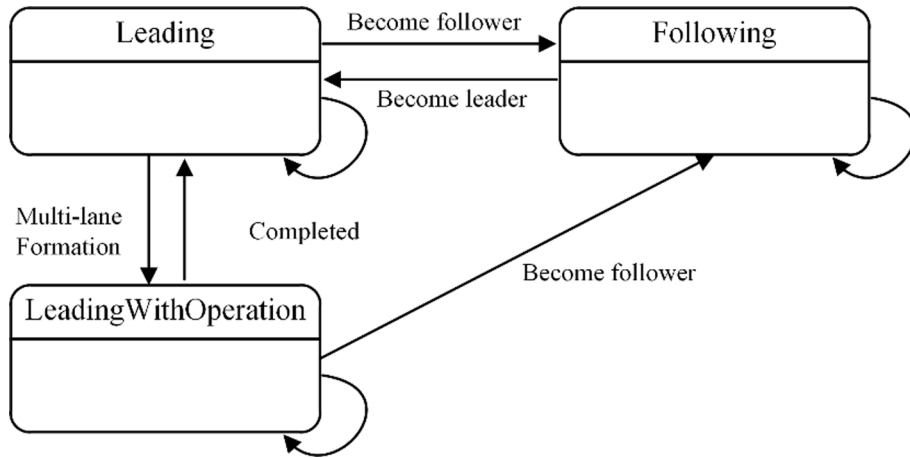 Leading
Become follower
Following
Become leader
Multi-lane
Formation
Completed
Become follower
LeadingWithOperation